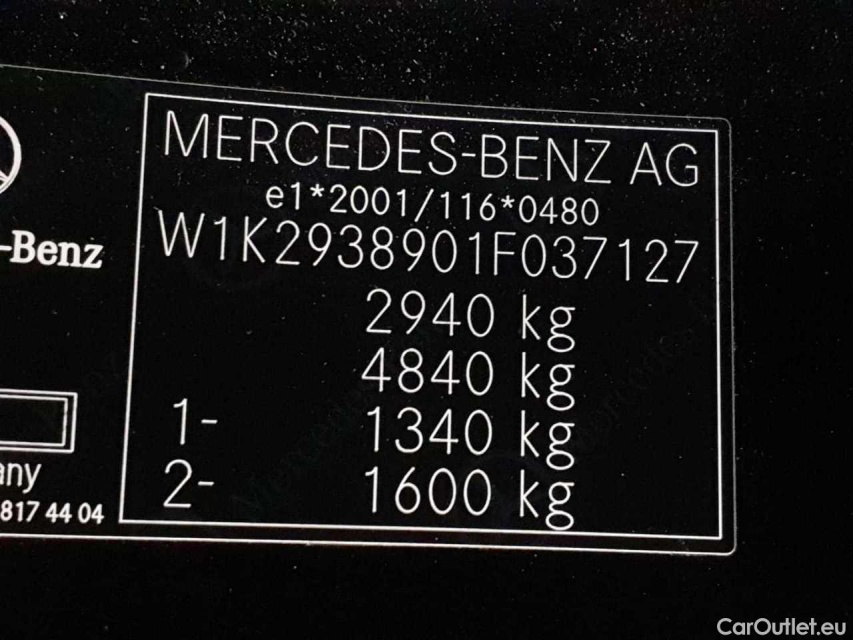 MERCEDES-BENZ AG
e1*2001/116*0480
-Benz
W1K2938901F037127
2940 kg
4840 kg
1- 1340 kg
2- 1600 kg
any
817 44 04
CarOutlet.eu